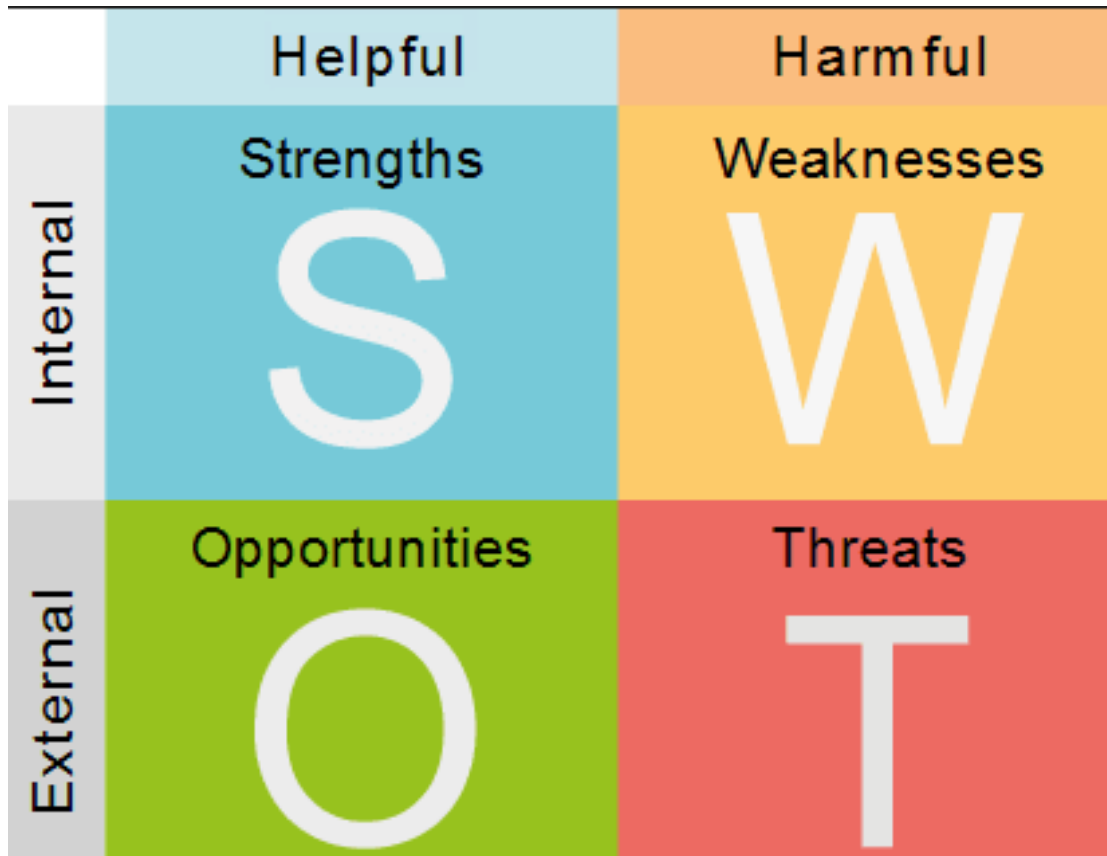 Helpful Harmful
Internal
Strengths Weaknesses
S W
External
Opportunities Threats
O T